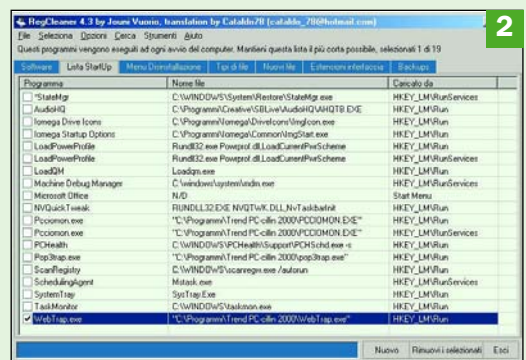 RegCleaner 4.3 by Jouni Vuorio, translation by Cataldo78 (cataldo_78@hotmail.com)
2
File Seleziona Opzioni Cerca Strumenti Aiuto
Questi programmi vengono eseguiti ad ogni avvio del computer. Mantieni questa lista il più corta possibile, selezionati 1 di 19
Software Lista StartUp Menu Disinstallazione Tipi di file Nuovi file Estensioni interfaccia Backups
Programma Nome file Caricato da
*StateMgr C:\WINDOWS\System\Restore\StateMgr.exe HKEY_LM\RunServices
AudioHQ C:\Programmi\Creative\SBLive\AudioHQ\AHQTB.EXE HKEY_LM\Run
Iomega Drive Icons C:\Programmi\Iomega\DriveIcons\ImgIcon.exe HKEY_LM\Run
Iomega Startup Options C:\Programmi\Iomega\Common\ImgStart.exe HKEY_LM\Run
LoadPowerProfile Rundll32.exe Powrprof.dll,LoadCurrentPwrScheme HKEY_LM\Run
LoadPowerProfile Rundll32.exe Powrprof.dll,LoadCurrentPwrScheme HKEY_LM\RunServices
LoadQM Loadqm.exe HKEY_LM\Run
Machine Debug Manager C:\windows\system\mdm.exe HKEY_LM\RunServices
Microsoft Office N/D Start Menu
NVQuickTweak RUNDLL32.EXE NVQTWK.DLL,NvTaskbarInit HKEY_LM\Run
Pcciomon.exe "C:\Programmi\Trend PC-cillin 2000\PCCIOMON.EXE" HKEY_LM\Run
Pcciomon.exe "C:\Programmi\Trend PC-cillin 2000\PCCIOMON.EXE" HKEY_LM\RunServices
PCHealth C:\WINDOWS\PCHealth\Support\PCHSchd.exe -s HKEY_LM\Run
Pop3trap.exe "C:\Programmi\Trend PC-cillin 2000\pop3trap.exe" HKEY_LM\Run
ScanRegistry C:\WINDOWS\scanregw.exe /autorun HKEY_LM\Run
SchedulingAgent Mstask.exe HKEY_LM\RunServices
SystemTray SysTray.Exe HKEY_LM\Run
TaskMonitor C:\WINDOWS\taskmon.exe HKEY_LM\Run
WebTrap.exe "C:\Programmi\Trend PC-cillin 2000\WebTrap.exe" HKEY_LM\Run
Nuovo Rimuovi i selezionati Esci